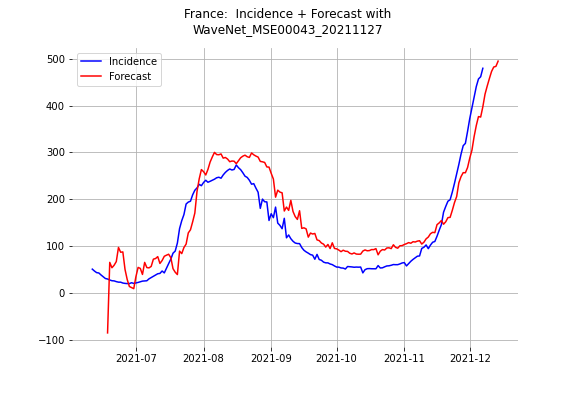 France:  Incidence + Forecast with
WaveNet_MSE00043_20211127
Incidence
Forecast
500
400
300
200
100
0
−100
2021-07 2021-08 2021-09 2021-10 2021-11 2021-12